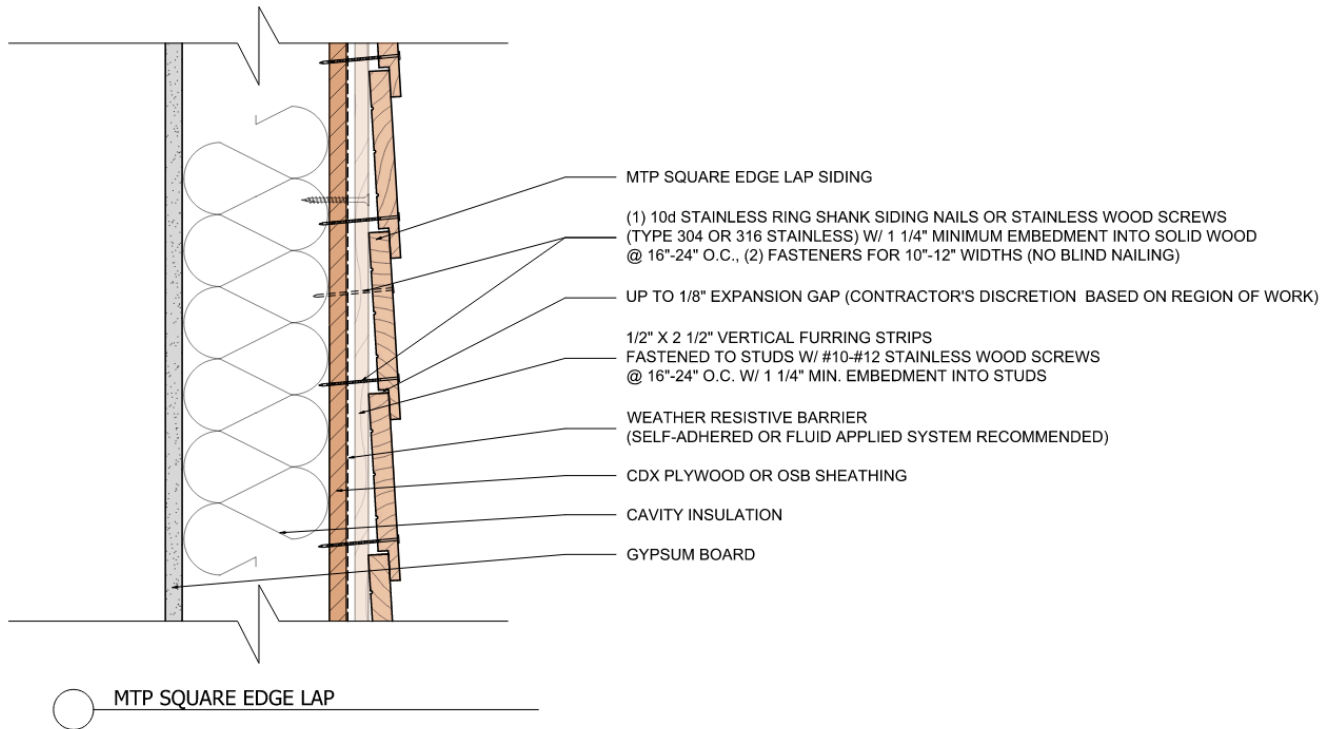 MTP SQUARE EDGE LAP SIDING
(1) 10d STAINLESS RING SHANK SIDING NAILS OR STAINLESS WOOD SCREWS
(TYPE 304 OR 316 STAINLESS) W/ 1 1/4" MINIMUM EMBEDMENT INTO SOLID WOOD
@ 16"-24" O.C., (2) FASTENERS FOR 10"-12" WIDTHS (NO BLIND NAILING)
UP TO 1/8" EXPANSION GAP (CONTRACTOR'S DISCRETION BASED ON REGION OF WORK)
1/2" X 2 1/2" VERTICAL FURRING STRIPS
FASTENED TO STUDS W/ #10-#12 STAINLESS WOOD SCREWS
@ 16"-24" O.C. W/ 1 1/4" MIN. EMBEDMENT INTO STUDS
WEATHER RESISTIVE BARRIER
(SELF-ADHERED OR FLUID APPLIED SYSTEM RECOMMENDED)
CDX PLYWOOD OR OSB SHEATHING
CAVITY INSULATION
GYPSUM BOARD
MTP SQUARE EDGE LAP